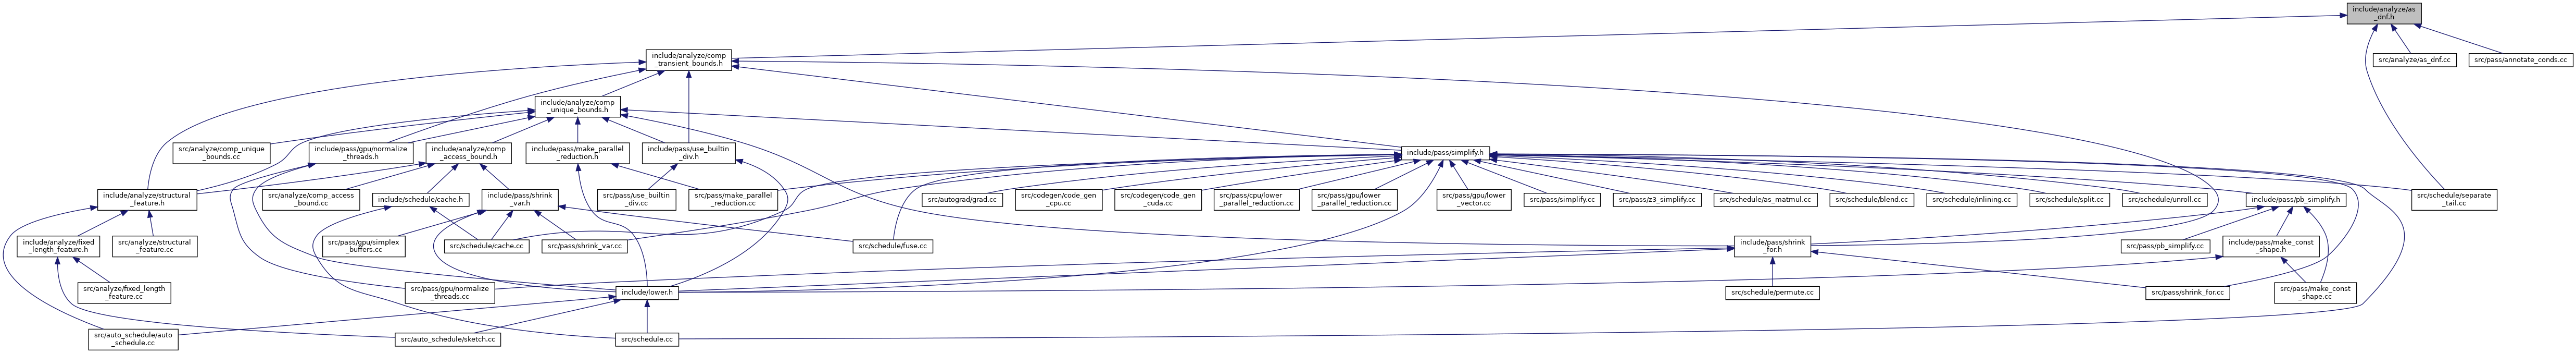 include/analyze/as
_dnf.h
include/analyze/comp
_transient_bounds.h
src/analyze/as_dnf.cc
src/pass/annotate_conds.cc
include/analyze/comp
_unique_bounds.h
src/analyze/comp_unique
_bounds.cc
include/pass/gpu/normalize
_threads.h
include/analyze/comp
_access_bound.h
include/pass/make_parallel
_reduction.h
include/pass/use_builtin
_div.h
include/pass/simplify.h
include/analyze/structural
_feature.h
src/analyze/comp_access
_bound.cc
include/schedule/cache.h
include/pass/shrink
_var.h
src/pass/use_builtin
_div.cc
src/pass/make_parallel
_reduction.cc
src/autograd/grad.cc
src/codegen/code_gen
_cpu.cc
src/codegen/code_gen
_cuda.cc
src/pass/cpu/lower
_parallel_reduction.cc
src/pass/gpu/lower
_parallel_reduction.cc
src/pass/gpu/lower
_vector.cc
src/pass/simplify.cc
src/pass/z3_simplify.cc
src/schedule/as_matmul.cc
src/schedule/blend.cc
src/schedule/inlining.cc
src/schedule/split.cc
src/schedule/unroll.cc
include/pass/pb_simplify.h
src/schedule/separate
_tail.cc
include/analyze/fixed
_length_feature.h
src/analyze/structural
_feature.cc
src/pass/gpu/simplex
_buffers.cc
src/schedule/cache.cc
src/pass/shrink_var.cc
src/schedule/fuse.cc
include/pass/shrink
_for.h
src/pass/pb_simplify.cc
include/pass/make_const
_shape.h
src/analyze/fixed_length
_feature.cc
src/pass/gpu/normalize
_threads.cc
include/lower.h
src/schedule/permute.cc
src/pass/shrink_for.cc
src/pass/make_const
_shape.cc
src/auto_schedule/auto
_schedule.cc
src/auto_schedule/sketch.cc
src/schedule.cc